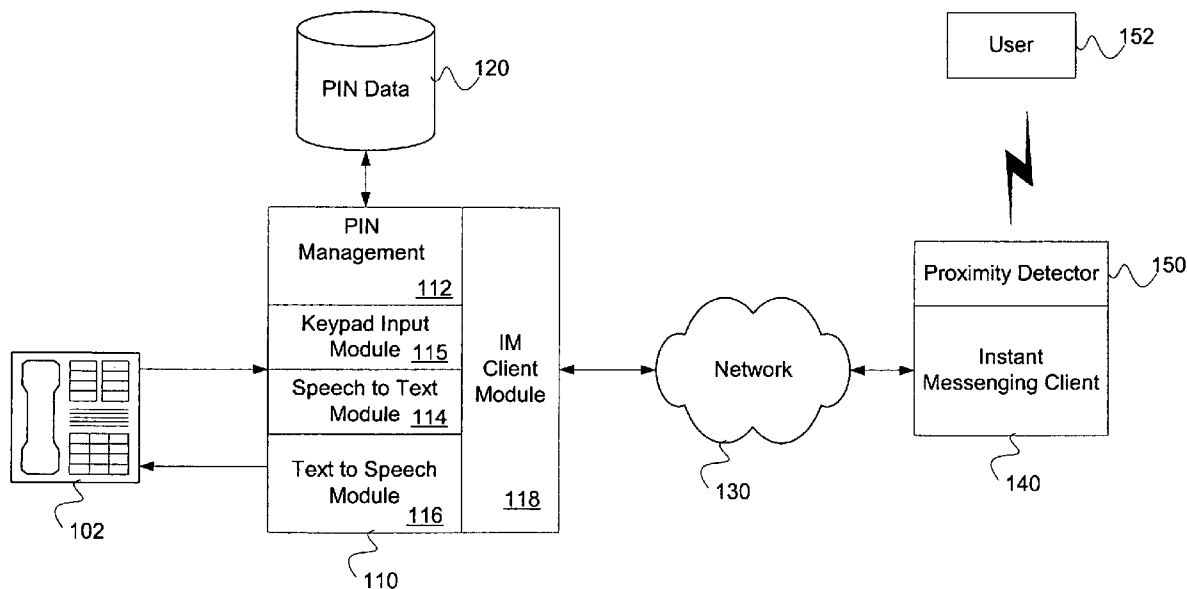 User
152
PIN Data
120
PIN
Management
112
Keypad Input
Module 115
Speech to Text
Module 114
Text to Speech
Module
116
IM
Client
Module
118
110
102
Network
130
Proximity Detector
150
Instant
Messenging Client
140